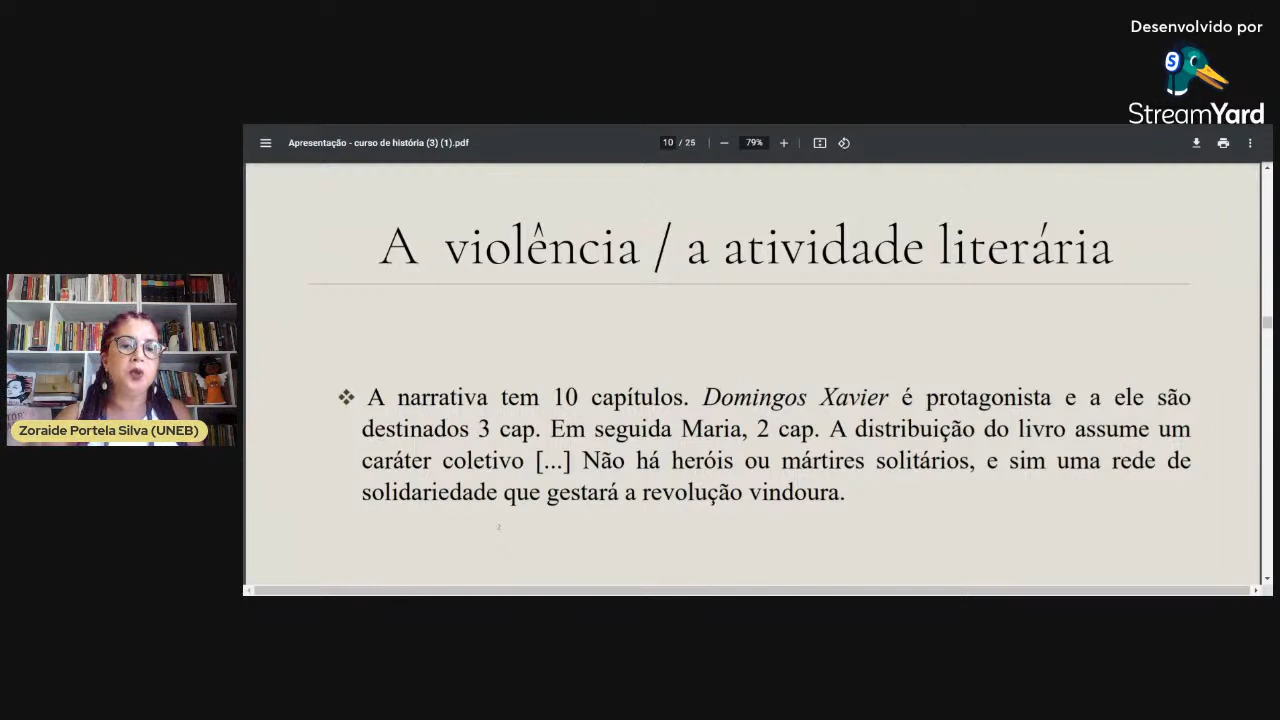 Desenvolvido por
StreamYard
Apresentação - curso de história (3) (1).pdf
10 / 25
79%
A violência / a atividade literária
❖ A narrativa tem 10 capítulos. Domingos Xavier é protagonista e a ele são
destinados 3 cap. Em seguida Maria, 2 cap. A distribuição do livro assume um
caráter coletivo [...] Não há heróis ou mártires solitários, e sim uma rede de
solidariedade que gestará a revolução vindoura.
2
Zoraide Portela Silva (UNEB)